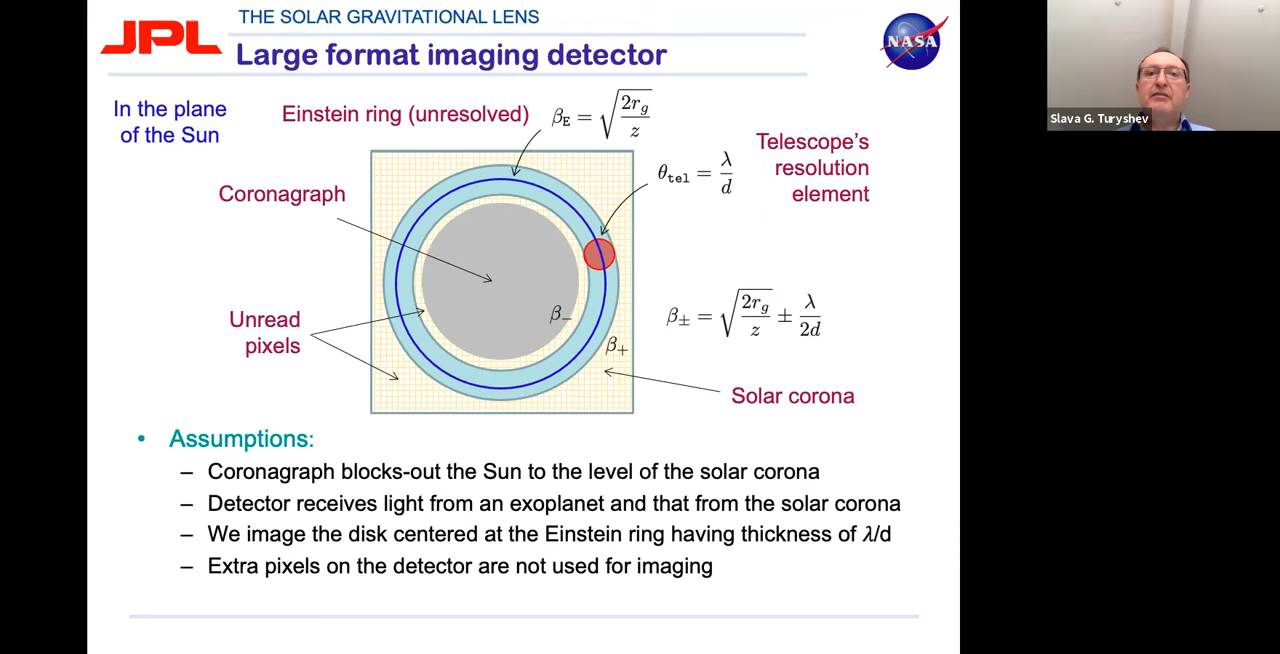 THE SOLAR GRAVITATIONAL LENS
JPL
Large format imaging detector
NASA
Slava G. Turyshev
In the plane
of the Sun
Einstein ring (unresolved)
β_E = √(2r_g/z)
Telescope's
resolution
element
θ_tel = λ/d
Coronagraph
Unread
pixels
β_−
β_+
β_± = √(2r_g/z) ± λ/2d
Solar corona
• Assumptions:
– Coronagraph blocks-out the Sun to the level of the solar corona
– Detector receives light from an exoplanet and that from the solar corona
– We image the disk centered at the Einstein ring having thickness of λ/d
– Extra pixels on the detector are not used for imaging